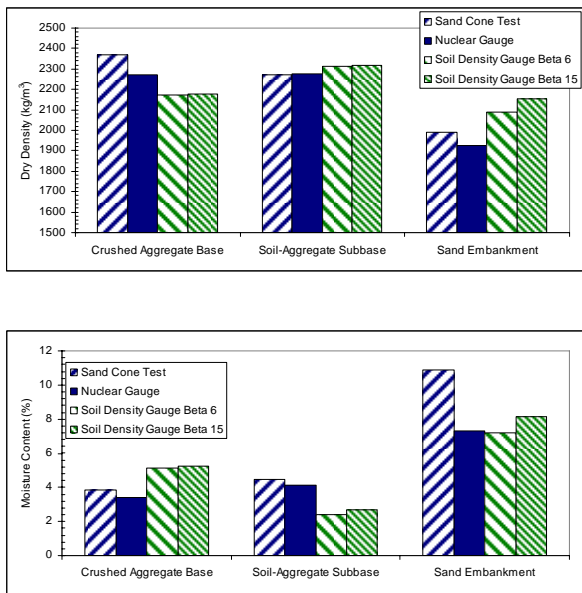 2500
2400
2300
2200
2100
2000
1900
1800
1700
1600
1500
Dry Density (kg/m³)
Sand Cone Test
Nuclear Gauge
Soil Density Gauge Beta 6
Soil Density Gauge Beta 15
Crushed Aggregate Base Soil-Aggregate Subbase Sand Embankment
12
10
8
6
4
2
0
Moisture Content (%)
Sand Cone Test
Nuclear Gauge
Soil Density Gauge Beta 6
Soil Density Gauge Beta 15
Crushed Aggregate Base Soil-Aggregate Subbase Sand Embankment